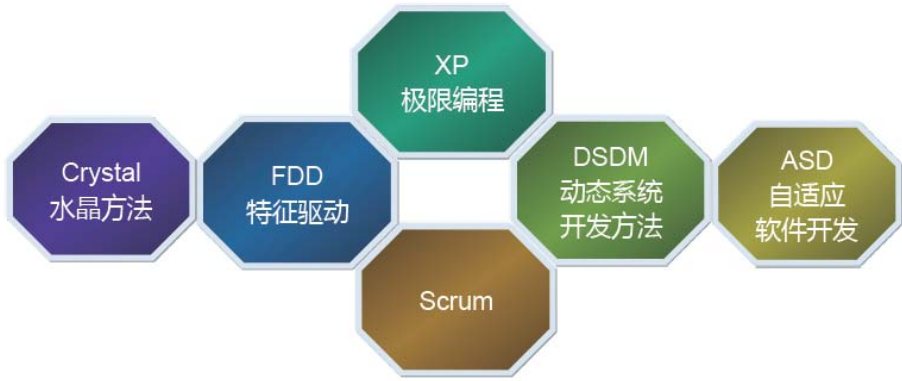 XP
极限编程
Crystal
水晶方法
FDD
特征驱动
DSDM
动态系统
开发方法
ASD
自适应
软件开发
Scrum